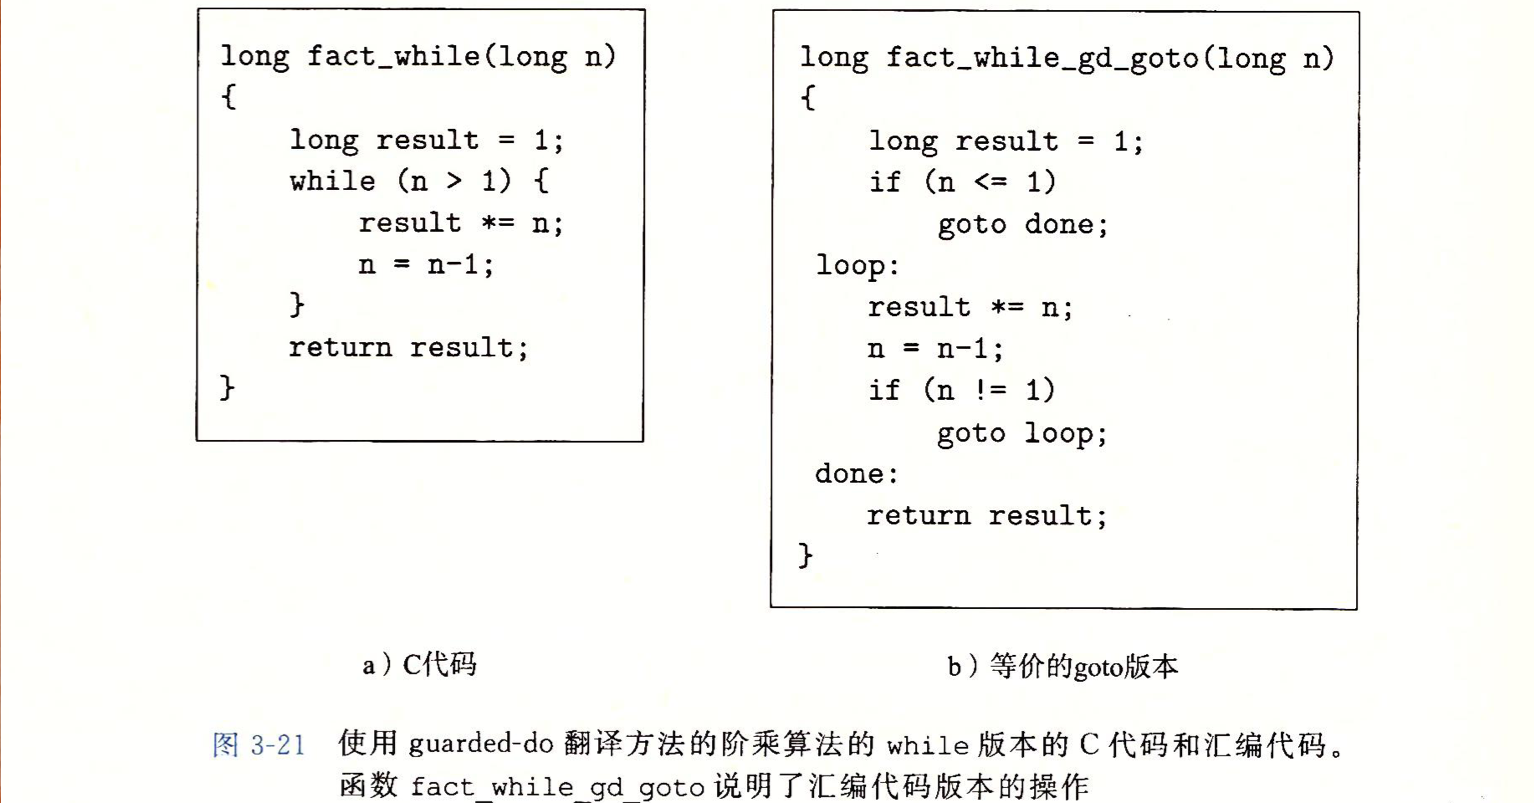 long fact_while(long n)
{
    long result = 1;
    while (n > 1) {
        result *= n;
        n = n-1;
    }
    return result;
}
a）C代码
long fact_while_gd_goto(long n)
{
    long result = 1;
    if (n <= 1)
        goto done;
 loop:
    result *= n;
    n = n-1;
    if (n != 1)
        goto loop;
 done:
    return result;
}
b）等价的goto版本
图 3-21 使用 guarded-do 翻译方法的阶乘算法的 while 版本的 C 代码和汇编代码。
函数 fact_while_gd_goto 说明了汇编代码版本的操作